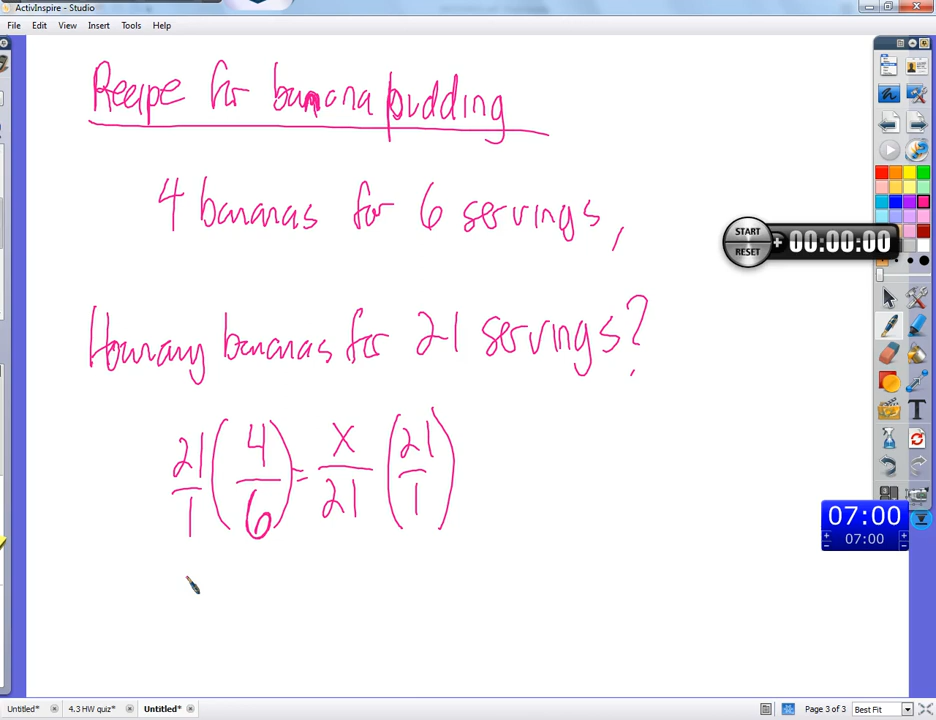 ActivInspire - Studio
File Edit View Insert Tools Help
Recipe for banana pudding
4 bananas for 6 servings,
START
RESET
00:00:00
How many bananas for 21 servings?
21/1 (4/6) = X/21 (21/1)
07:00
07:00
Untitled* 4.3 HW quiz* Untitled* Page 3 of 3 Best Fit